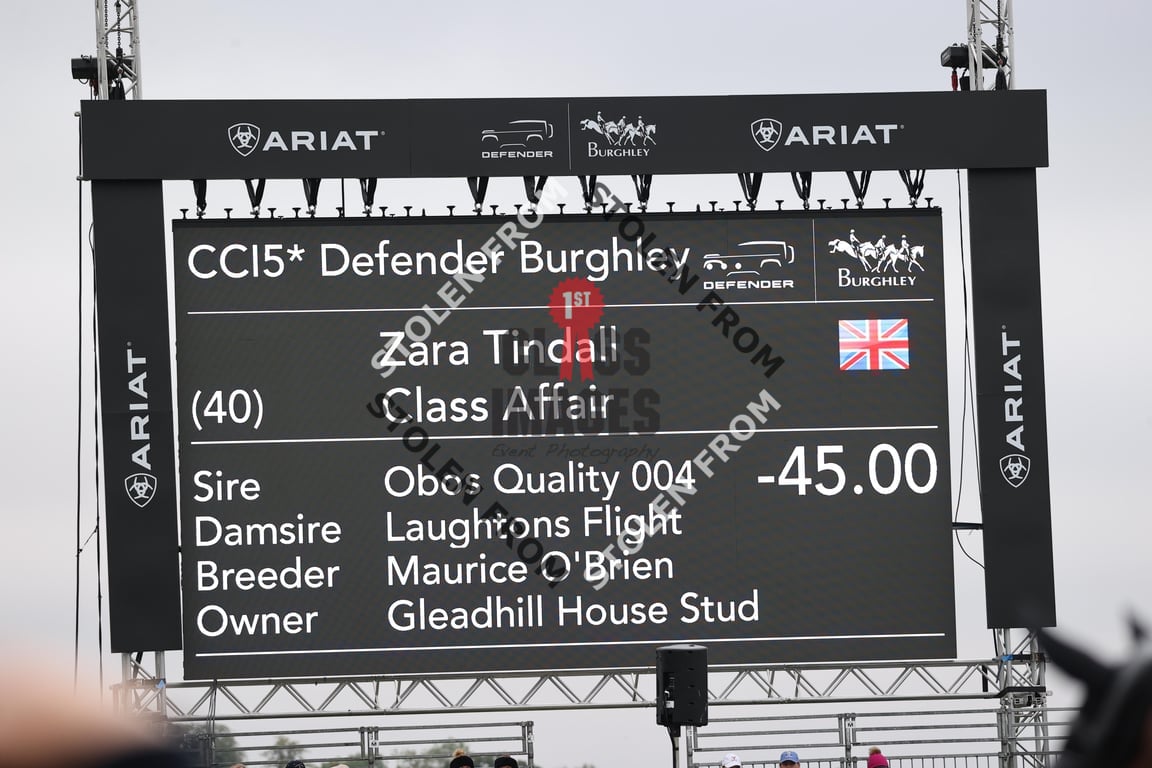 ARIAT
DEFENDER
BURGHLEY
ARIAT
CCI5* Defender Burghley
DEFENDER
BURGHLEY
Zara Tindall
(40) Class Affair
Sire Obos Quality 004 -45.00
Damsire Laughtons Flight
Breeder Maurice O'Brien
Owner Gleadhill House Stud
ARIAT
ARIAT
1ST
CLASS
IMAGES
Event Photography
STOLEN FROM
STOLEN FROM
STOLEN FROM
STOLEN FROM